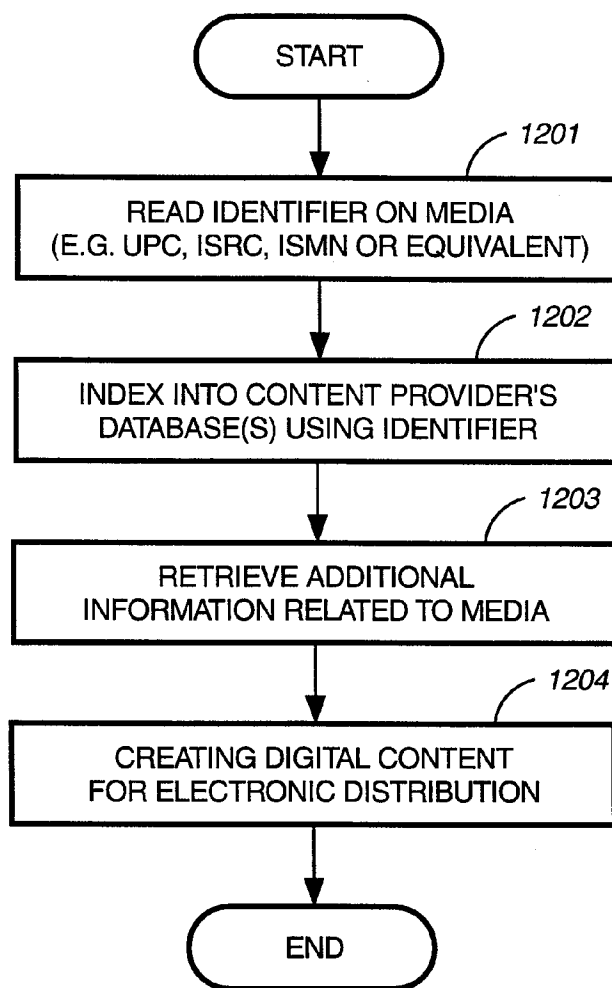 START
1201
READ IDENTIFIER ON MEDIA
(E.G. UPC, ISRC, ISMN OR EQUIVALENT)
1202
INDEX INTO CONTENT PROVIDER'S
DATABASE(S) USING IDENTIFIER
1203
RETRIEVE ADDITIONAL
INFORMATION RELATED TO MEDIA
1204
CREATING DIGITAL CONTENT
FOR ELECTRONIC DISTRIBUTION
END